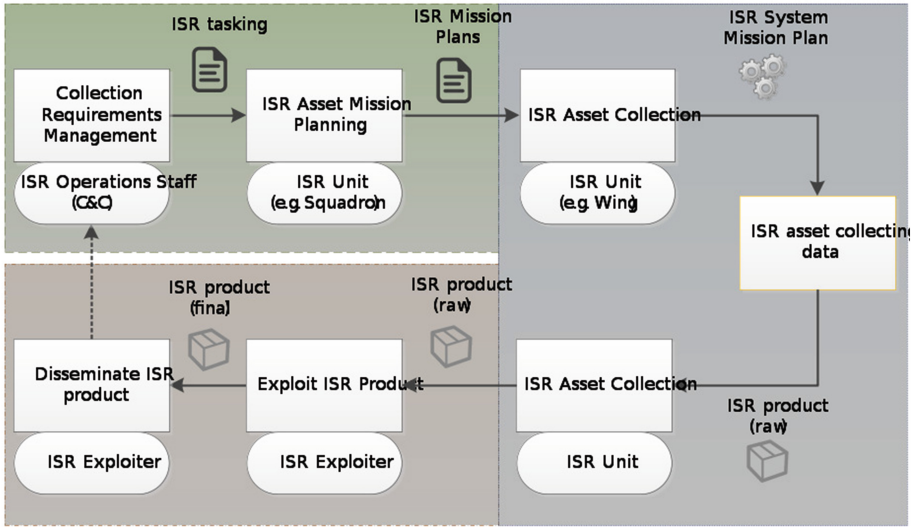 ISR tasking
ISR Mission
Plans
ISR System
Mission Plan
Collection
Requirements
Management
ISR Asset Mission
Planning
ISR Asset Collection
ISR Operations Staff
(C&C)
ISR Unit
(e.g. Squadron)
ISR Unit
(e.g. Wing)
ISR asset collecting
data
ISR product
(final)
ISR product
(raw)
Disseminate ISR
product
Exploit ISR Product
ISR Asset Collection
ISR product
(raw)
ISR Exploiter
ISR Exploiter
ISR Unit